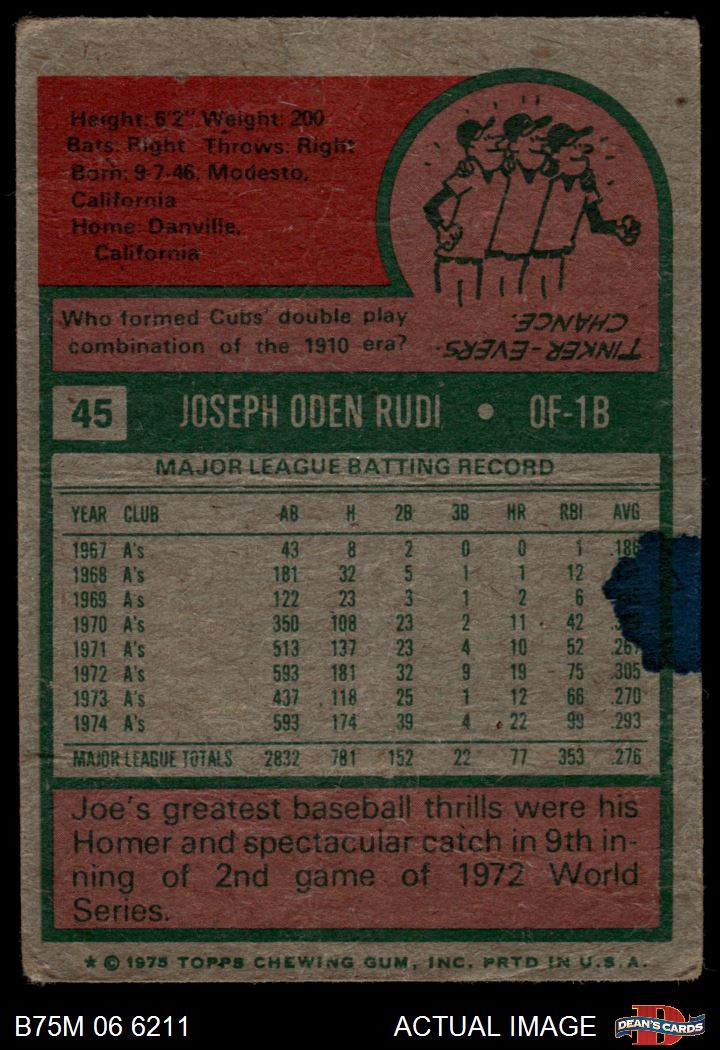 Height: 6'2" Weight: 200
Bats: Right Throws: Right
Born: 9-7-46, Modesto,
California
Home: Danville,
California
Who formed Cubs' double play
combination of the 1910 era?
TINKER-EVERS-
CHANCE.
45 JOSEPH ODEN RUDI • OF-1B
MAJOR LEAGUE BATTING RECORD
YEAR CLUB AB H 2B 3B HR RBI AVG
1967 A's 43 8 2 0 0 1 .186
1968 A's 181 32 5 1 1 12
1969 A's 122 23 3 1 2 6
1970 A's 350 108 23 2 11 42
1971 A's 513 137 23 4 10 52 .267
1972 A's 593 181 32 9 19 75 .305
1973 A's 437 118 25 1 12 66 .270
1974 A's 593 174 39 4 22 99 .293
MAJOR LEAGUE TOTALS 2832 781 152 22 77 353 .276
Joe's greatest baseball thrills were his
Homer and spectacular catch in 9th in-
ning of 2nd game of 1972 World
Series.
★ © 1975 TOPPS CHEWING GUM, INC. PRTD IN U.S.A.
B75M 06 6211 ACTUAL IMAGE DEAN'S CARDS